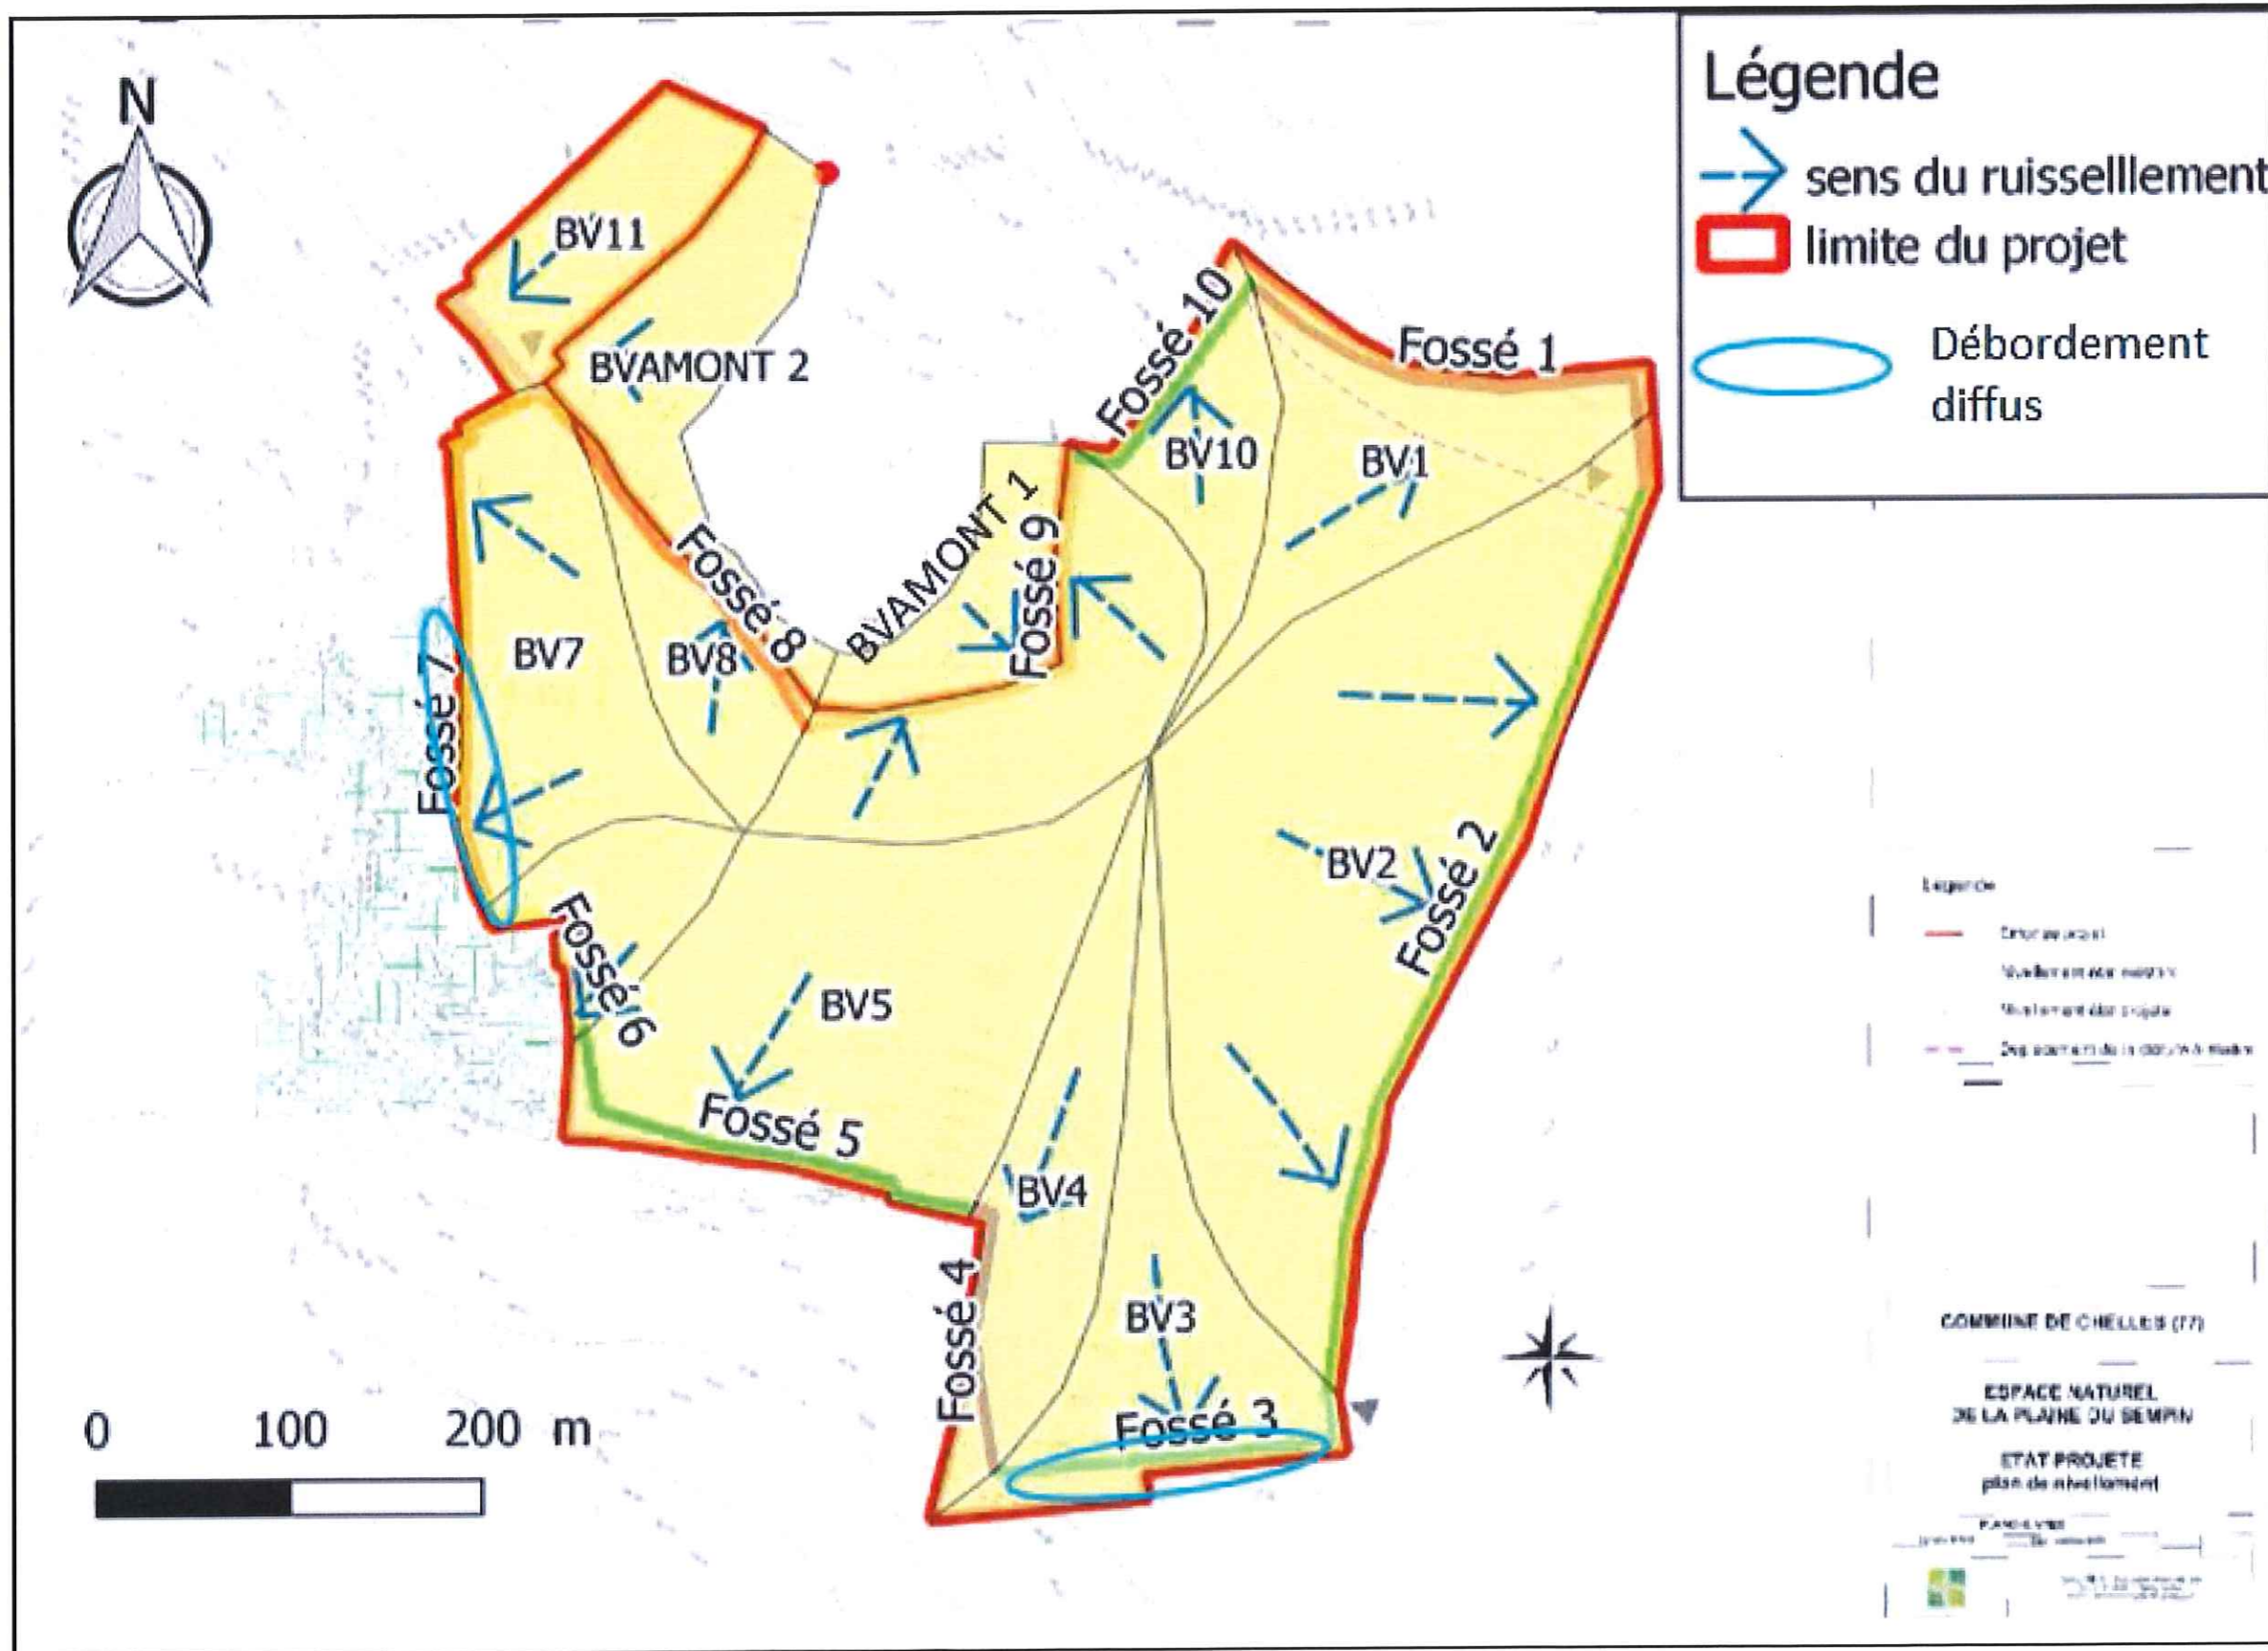 N
Légende
sens du ruisselllement
limite du projet
Débordement
diffus
BV11
BVAMONT 2
Fossé 10
Fossé 1
BV10
BV1
BVAMONT 1
Fossé 9
Fossé 8
BV8
BV7
Fossé 7
BV2
Fossé 2
Fossé 6
BV5
Fossé 5
BV4
Fossé 4
BV3
Fossé 3
0 100 200 m
Légende
COMMUNE DE CHELLES (77)
ESPACE NATUREL
DE LA PLAINE DU SEMPIN
ETAT PROJETE
plan de nivellement